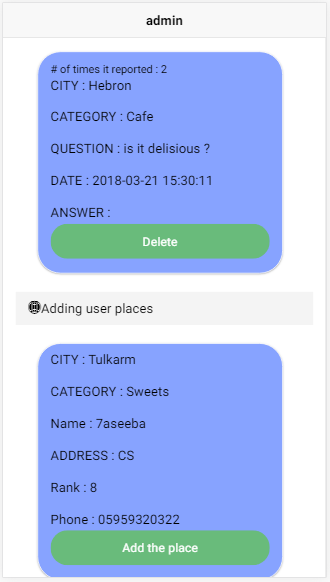 admin
# of times it reported : 2
CITY : Hebron
CATEGORY : Cafe
QUESTION : is it delisious ?
DATE : 2018-03-21 15:30:11
ANSWER :
Delete
Adding user places
CITY : Tulkarm
CATEGORY : Sweets
Name : 7aseeba
ADDRESS : CS
Rank : 8
Phone : 05959320322
Add the place